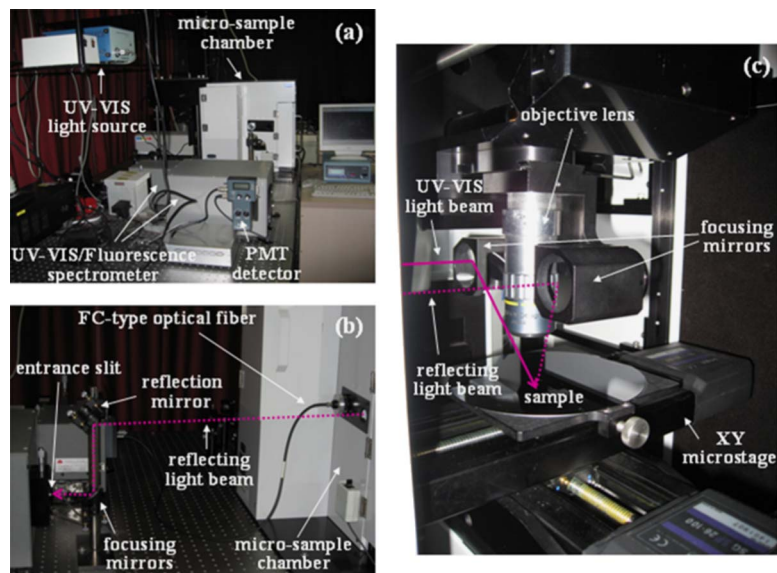 micro-sample
chamber
(a)
UV-VIS
light source
UV-VIS/Fluorescence
spectrometer
PMT
detector
(b)
FC-type optical fiber
entrance slit
reflection
mirror
reflecting
light beam
focusing
mirrors
micro-sample
chamber
(c)
objective lens
UV-VIS
light beam
focusing
mirrors
reflecting
light beam
sample
XY
microstage